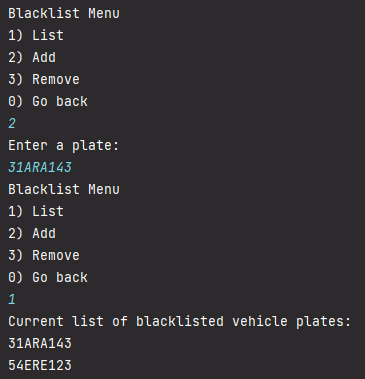 Blacklist Menu
1) List
2) Add
3) Remove
0) Go back
2
Enter a plate:
31ARA143
Blacklist Menu
1) List
2) Add
3) Remove
0) Go back
1
Current list of blacklisted vehicle plates:
31ARA143
54ERE123